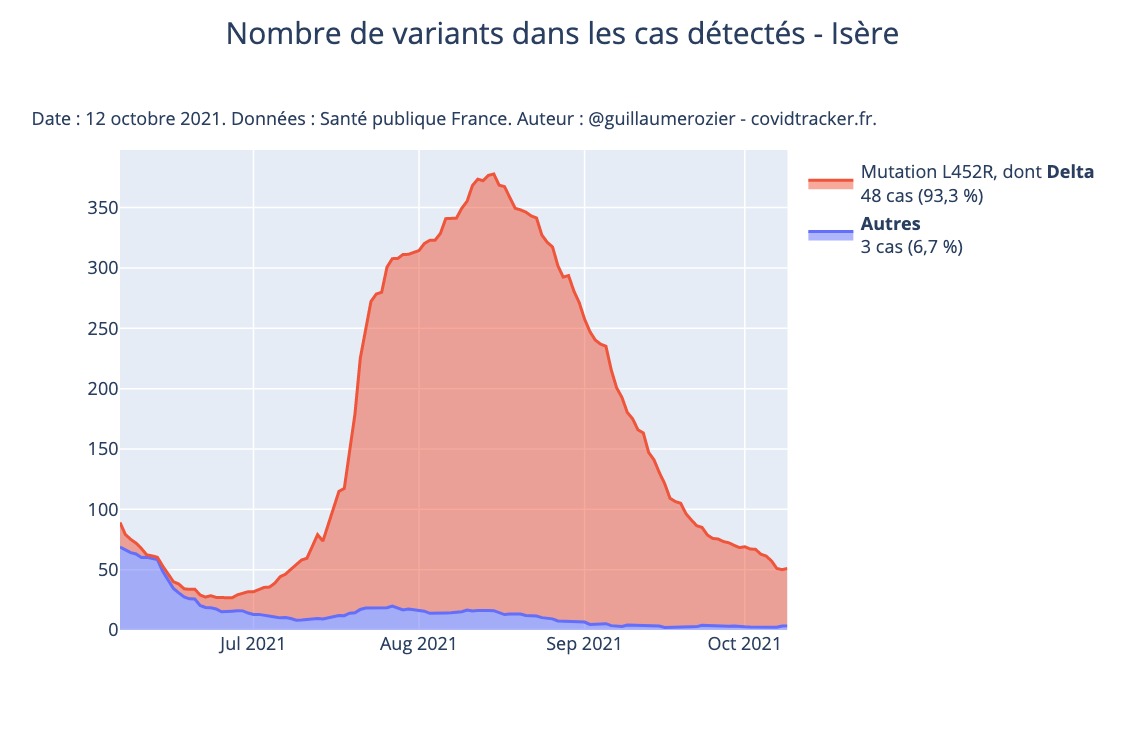 Nombre de variants dans les cas détectés - Isère
Date : 12 octobre 2021. Données : Santé publique France. Auteur : @guillaumerozier - covidtracker.fr.
Mutation L452R, dont Delta
48 cas (93,3 %)
Autres
3 cas (6,7 %)
350
300
250
200
150
100
50
0
Jul 2021
Aug 2021
Sep 2021
Oct 2021